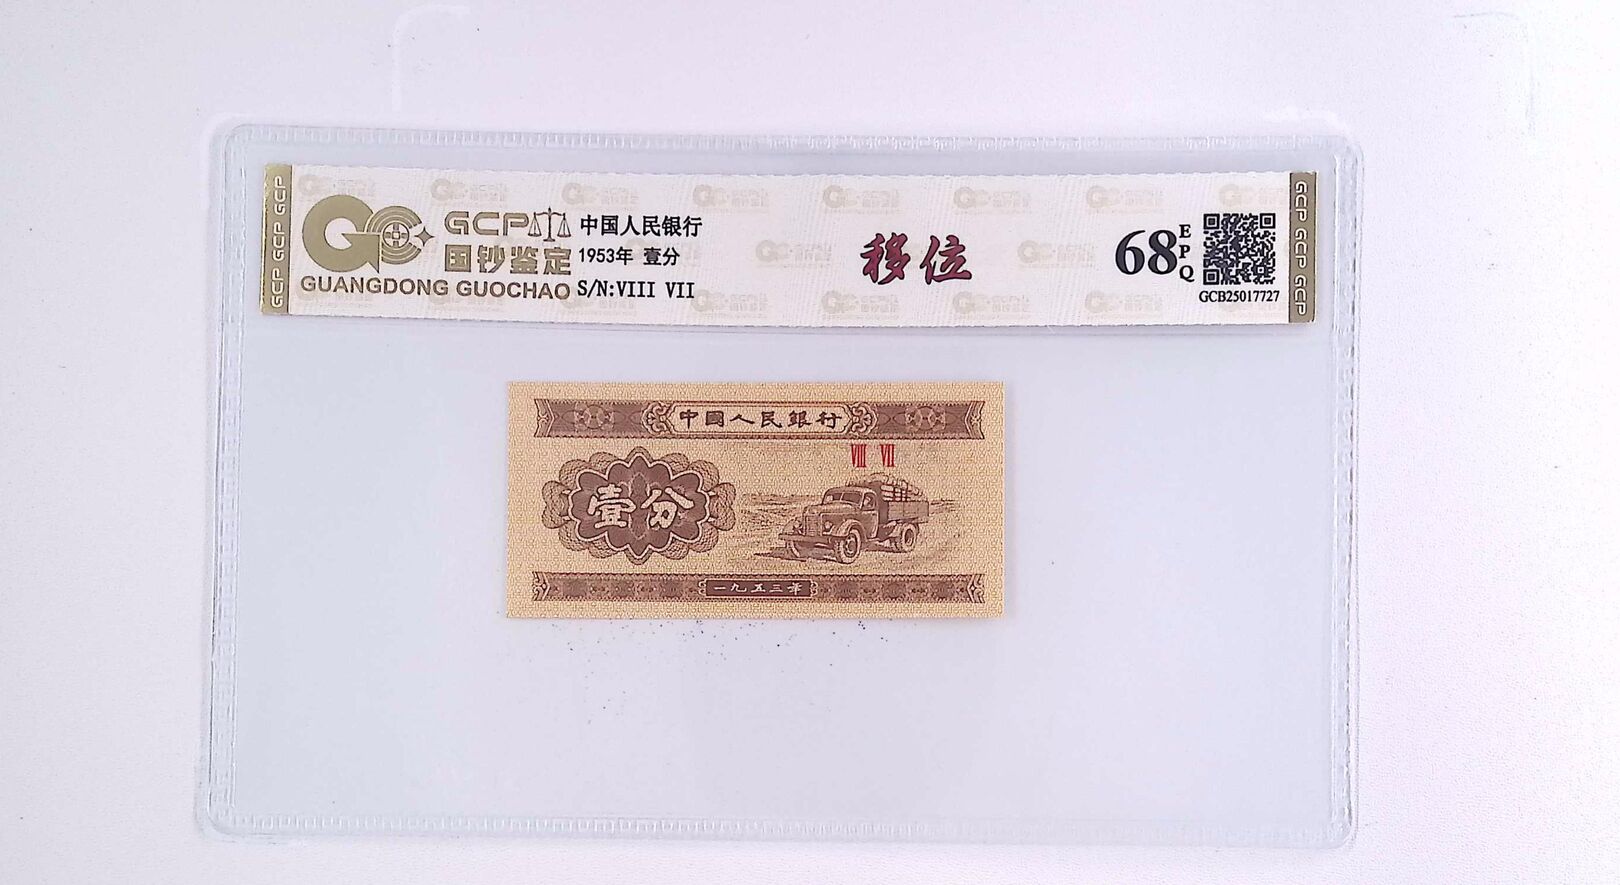 GCP GCP GCP
GCP
国钞鉴定
GUANGDONG GUOCHAO
中国人民银行
1953年 壹分
S/N:VIII VII
移位
68
EPQ
GCB25017727
GCP GCP GCP
中國人民銀行
VIII VII
壹分
一九五三年